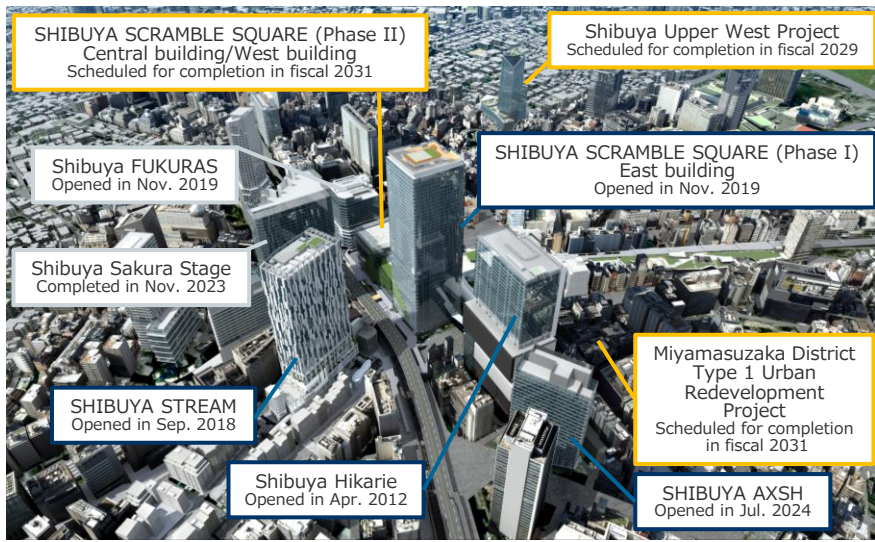 SHIBUYA SCRAMBLE SQUARE (Phase II)
Central building/West building
Scheduled for completion in fiscal 2031
Shibuya Upper West Project
Scheduled for completion in fiscal 2029
Shibuya FUKURAS
Opened in Nov. 2019
SHIBUYA SCRAMBLE SQUARE (Phase I)
East building
Opened in Nov. 2019
Shibuya Sakura Stage
Completed in Nov. 2023
Miyamasuzaka District
Type 1 Urban
Redevelopment
Project
Scheduled for completion
in fiscal 2031
SHIBUYA STREAM
Opened in Sep. 2018
Shibuya Hikarie
Opened in Apr. 2012
SHIBUYA AXSH
Opened in Jul. 2024